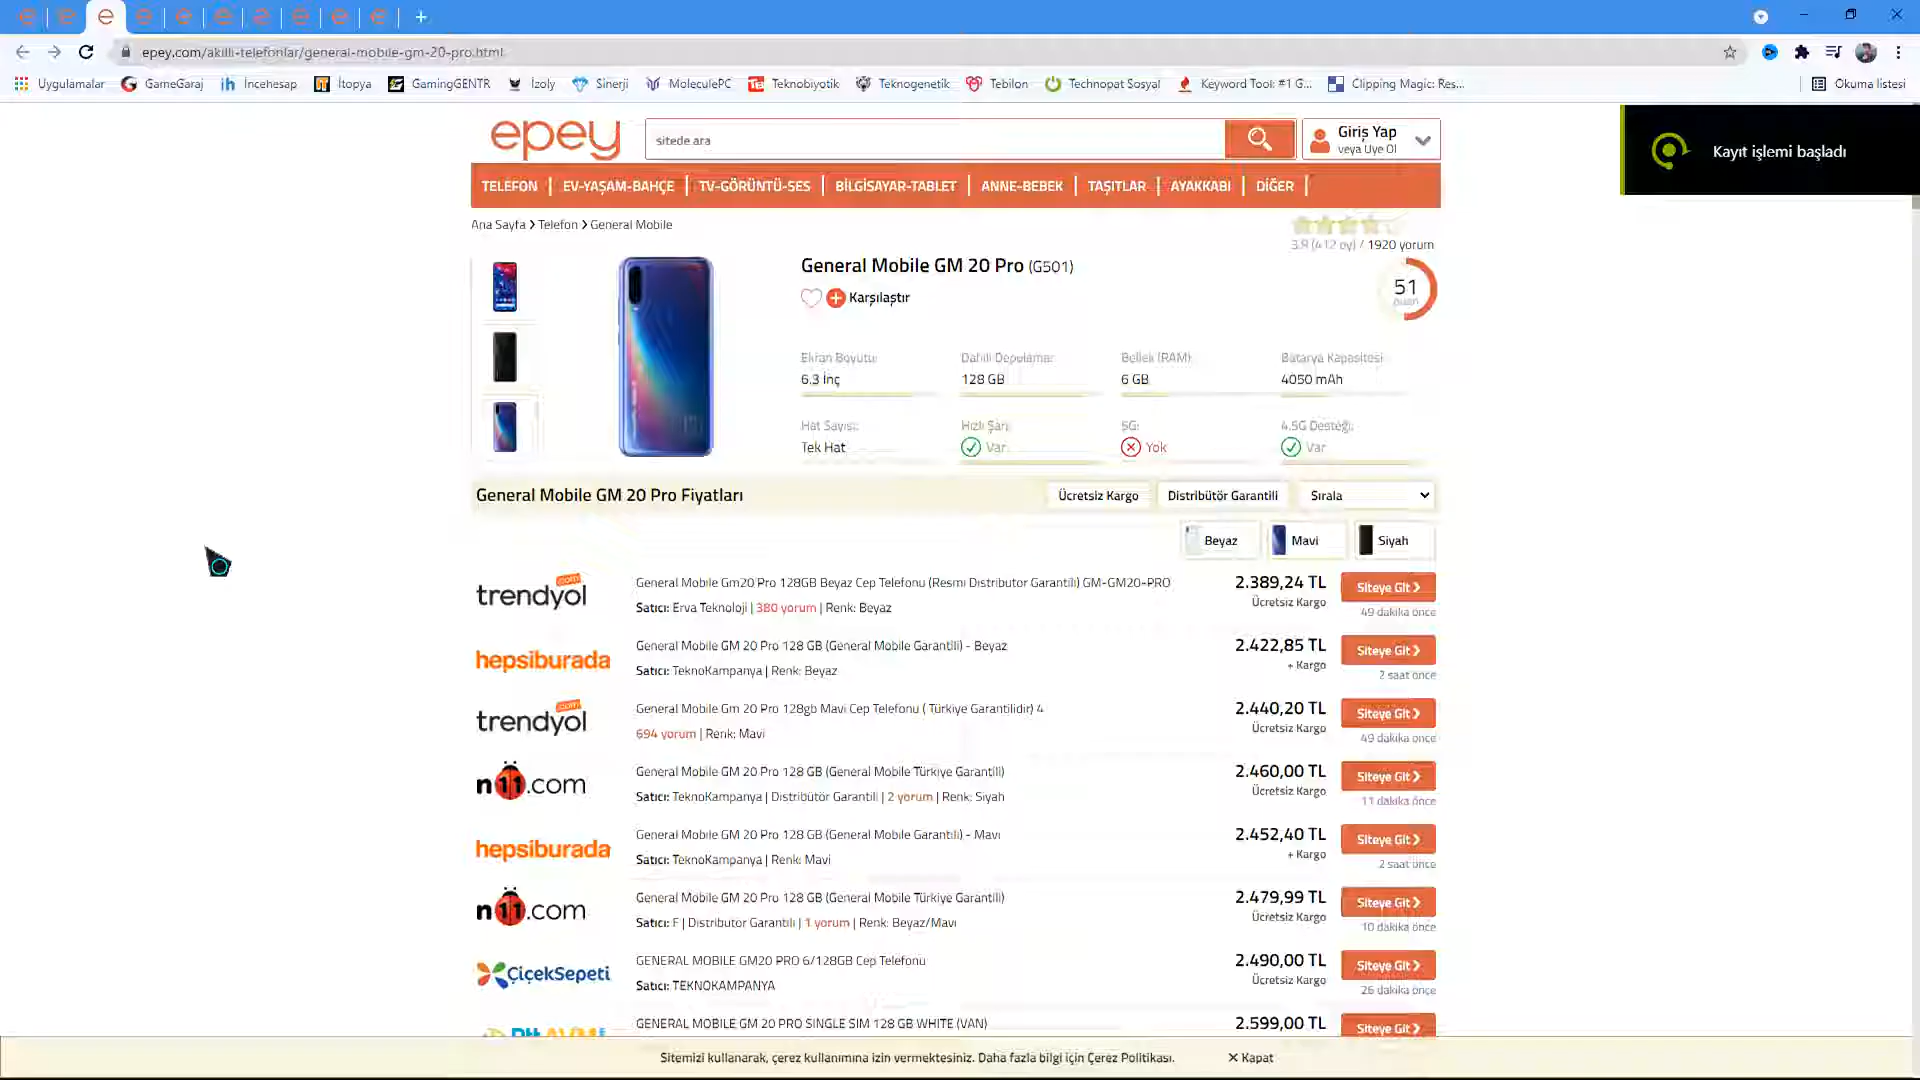 epey.com/akilli-telefonlar/general-mobile-gm-20-pro.html
Uygulamalar GameGaraj İncehesap İtopya GamingGENTR İzoly Sinerji MoleculePC Teknobiyotik Teknogenetik Tebilon Technopat Sosyal Keyword Tool: #1 G... Clipping Magic: Res... Okuma listesi
epey
sitede ara
Giriş Yap
veya Üye Ol
Kayıt işlemi başladı
TELEFON EV-YAŞAM-BAHÇE TV-GÖRÜNTÜ-SES BİLGİSAYAR-TABLET ANNE-BEBEK TAŞITLAR AYAKKABI DİĞER
Ana Sayfa > Telefon > General Mobile
3.8 (412 oy) / 1920 yorum
General Mobile GM 20 Pro (G501)
Karşılaştır
51
puan
Ekran Boyutu: Dahili Depolama: Bellek (RAM): Batarya Kapasitesi:
6.3 İnç 128 GB 6 GB 4050 mAh
Hat Sayısı: Hızlı Şarj: 5G: 4.5G Desteği:
Tek Hat Var Yok Var
General Mobile GM 20 Pro Fiyatları
Ücretsiz Kargo Distribütör Garantili Sırala
Beyaz Mavi Siyah
trendyol.com
General Mobile Gm20 Pro 128GB Beyaz Cep Telefonu (Resmi Distribütör Garantili) GM-GM20-PRO
2.389,24 TL
Siteye Git >
Satıcı: Erva Teknoloji | 380 yorum | Renk: Beyaz
Ücretsiz Kargo
49 dakika önce
hepsiburada
General Mobile GM 20 Pro 128 GB (General Mobile Garantili) - Beyaz
2.422,85 TL
Siteye Git >
Satıcı: TeknoKampanya | Renk: Beyaz
+ Kargo
2 saat önce
trendyol.com
General Mobile Gm 20 Pro 128gb Mavi Cep Telefonu ( Türkiye Garantilidir) 4
2.440,20 TL
Siteye Git >
694 yorum | Renk: Mavi
Ücretsiz Kargo
49 dakika önce
n11.com
General Mobile GM 20 Pro 128 GB (General Mobile Türkiye Garantili)
2.460,00 TL
Siteye Git >
Satıcı: TeknoKampanya | Distribütör Garantili | 2 yorum | Renk: Siyah
Ücretsiz Kargo
11 dakika önce
hepsiburada
General Mobile GM 20 Pro 128 GB (General Mobile Garantili) - Mavi
2.452,40 TL
Siteye Git >
Satıcı: TeknoKampanya | Renk: Mavi
+ Kargo
2 saat önce
n11.com
General Mobile GM 20 Pro 128 GB (General Mobile Türkiye Garantili)
2.479,99 TL
Siteye Git >
Satıcı: F | Distribütör Garantili | 1 yorum | Renk: Beyaz/Mavi
Ücretsiz Kargo
10 dakika önce
ÇiçekSepeti
GENERAL MOBILE GM20 PRO 6/128GB Cep Telefonu
2.490,00 TL
Siteye Git >
Satıcı: TEKNOKAMPANYA
Ücretsiz Kargo
26 dakika önce
PttAVM
GENERAL MOBILE GM 20 PRO SINGLE SIM 128 GB WHITE (VAN)
2.599,00 TL
Siteye Git >
Sitemizi kullanarak, çerez kullanımına izin vermektesiniz. Daha fazla bilgi için Çerez Politikası.
× Kapat